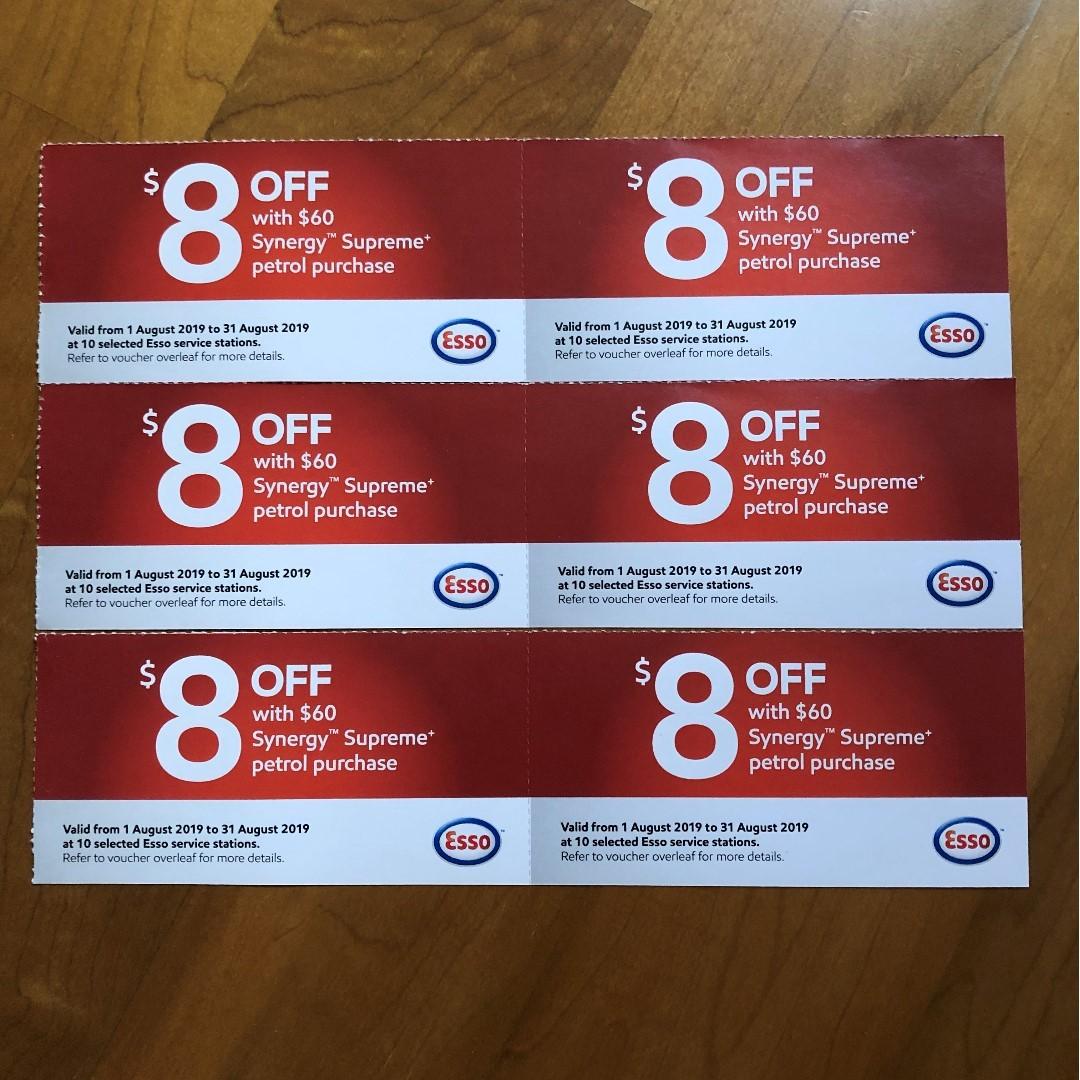 $8 OFF
with $60
Synergy™ Supreme⁺
petrol purchase
Valid from 1 August 2019 to 31 August 2019
at 10 selected Esso service stations.
Refer to voucher overleaf for more details.
Esso™
$8 OFF
with $60
Synergy™ Supreme⁺
petrol purchase
Valid from 1 August 2019 to 31 August 2019
at 10 selected Esso service stations.
Refer to voucher overleaf for more details.
Esso™
$8 OFF
with $60
Synergy™ Supreme⁺
petrol purchase
Valid from 1 August 2019 to 31 August 2019
at 10 selected Esso service stations.
Refer to voucher overleaf for more details.
Esso™
$8 OFF
with $60
Synergy™ Supreme⁺
petrol purchase
Valid from 1 August 2019 to 31 August 2019
at 10 selected Esso service stations.
Refer to voucher overleaf for more details.
Esso™
$8 OFF
with $60
Synergy™ Supreme⁺
petrol purchase
Valid from 1 August 2019 to 31 August 2019
at 10 selected Esso service stations.
Refer to voucher overleaf for more details.
Esso™
$8 OFF
with $60
Synergy™ Supreme⁺
petrol purchase
Valid from 1 August 2019 to 31 August 2019
at 10 selected Esso service stations.
Refer to voucher overleaf for more details.
Esso™